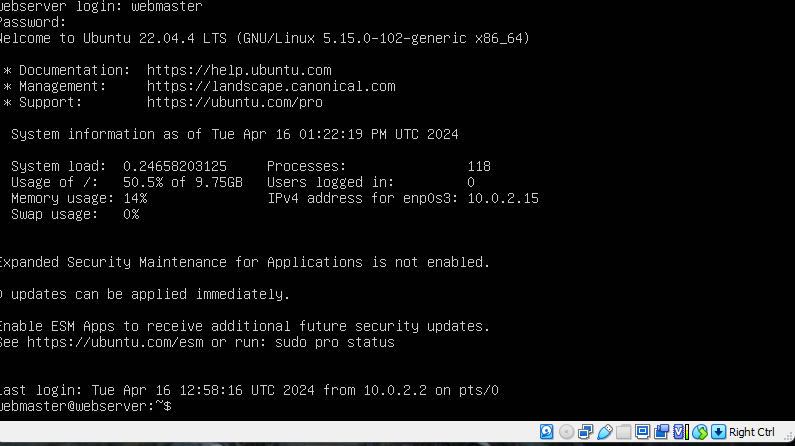 webserver login: webmaster
Password:
Welcome to Ubuntu 22.04.4 LTS (GNU/Linux 5.15.0-102-generic x86_64)
* Documentation: https://help.ubuntu.com
* Management: https://landscape.canonical.com
* Support: https://ubuntu.com/pro
System information as of Tue Apr 16 01:22:19 PM UTC 2024
System load: 0.24658203125 Processes: 118
Usage of /: 50.5% of 9.75GB Users logged in: 0
Memory usage: 14% IPv4 address for enp0s3: 10.0.2.15
Swap usage: 0%
Expanded Security Maintenance for Applications is not enabled.
0 updates can be applied immediately.
Enable ESM Apps to receive additional future security updates.
See https://ubuntu.com/esm or run: sudo pro status
Last login: Tue Apr 16 12:58:16 UTC 2024 from 10.0.2.2 on pts/0
webmaster@webserver:~$
Right Ctrl